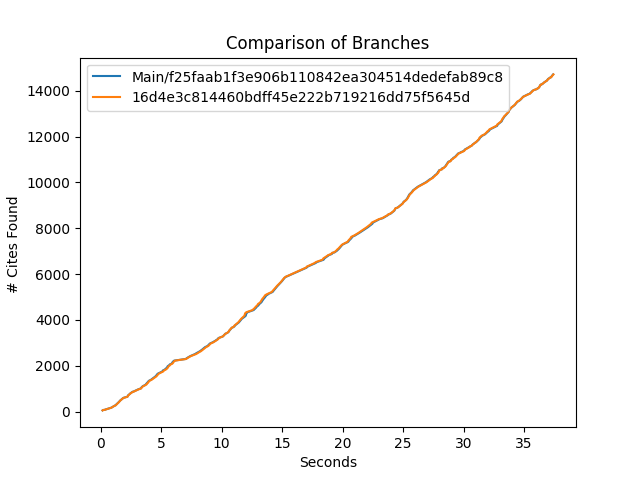 Comparison of Branches
Main/f25faab1f3e906b110842ea304514dedefab89c8
16d4e3c814460bdff45e222b719216dd75f5645d
# Cites Found
14000
12000
10000
8000
6000
4000
2000
0
0 5 10 15 20 25 30 35
Seconds